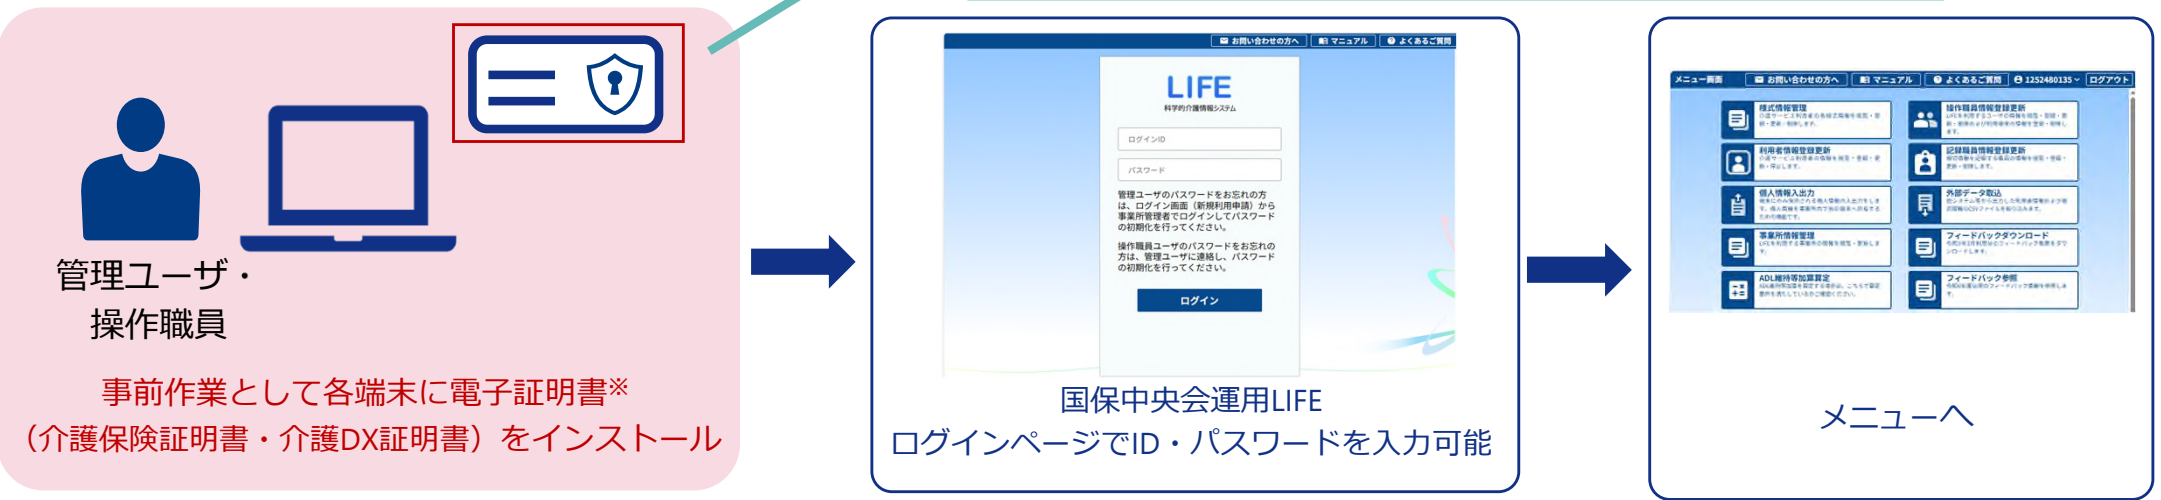 管理ユーザ・
操作職員
事前作業として各端末に電子証明書※
（介護保険証明書・介護DX証明書）をインストール
お問い合わせの方へ マニュアル よくあるご質問
LIFE
科学的介護情報システム
ログインID
パスワード
管理ユーザのパスワードをお忘れの方
は、ログイン画面（新規利用申請）から
事業所管理者でログインしてパスワード
の初期化を行ってください。
操作職員ユーザのパスワードをお忘れの
方は、管理ユーザに連絡し、パスワード
の初期化を行ってください。
ログイン
国保中央会運用LIFE
ログインページでID・パスワードを入力可能
メニュー画面 お問い合わせの方へ マニュアル よくあるご質問 1252480135 ログアウト
様式情報管理
操作職員情報登録更新
利用者情報登録更新
記録職員情報登録更新
個人情報入出力
外部データ取込
事業所情報管理
フィードバックダウンロード
ADL維持等加算算定
フィードバック参照
メニューへ